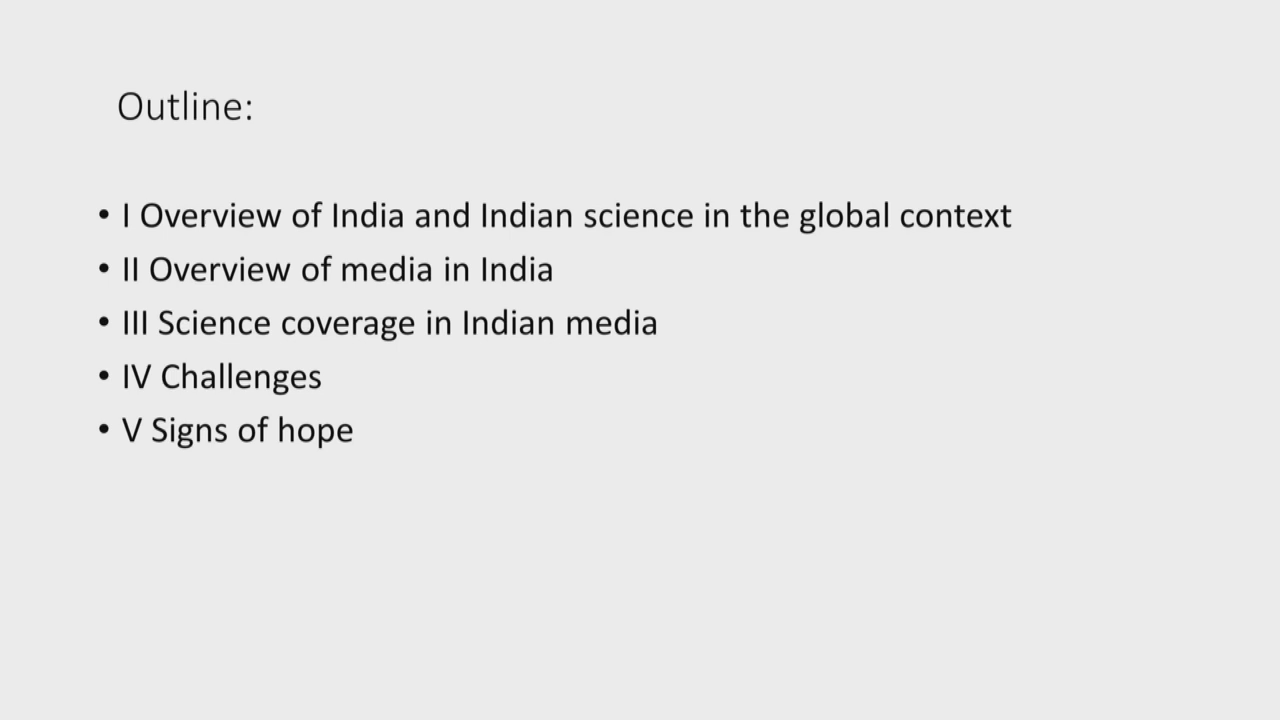 Outline:
• I Overview of India and Indian science in the global context
• II Overview of media in India
• III Science coverage in Indian media
• IV Challenges
• V Signs of hope